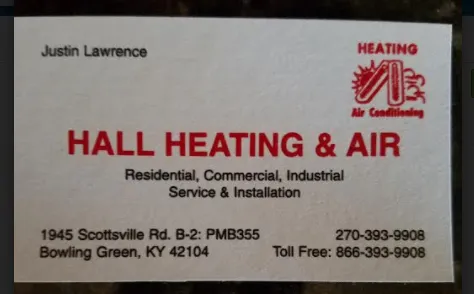 Justin Lawrence
HEATING
Air Conditioning
HALL HEATING & AIR
Residential, Commercial, Industrial
Service & Installation
1945 Scottsville Rd. B-2: PMB355
270-393-9908
Bowling Green, KY 42104
Toll Free: 866-393-9908